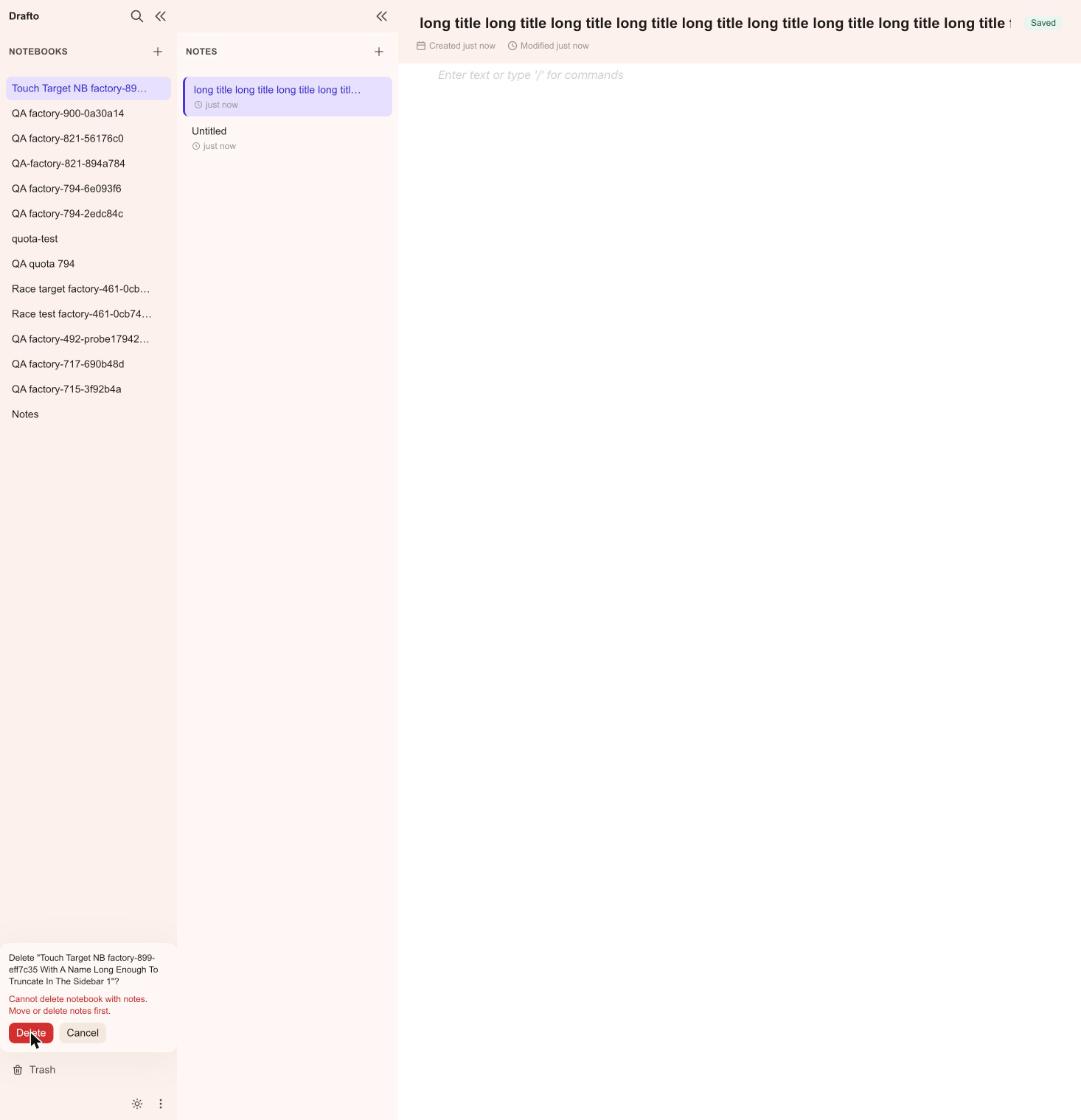 Drafto
NOTEBOOKS
Touch Target NB factory-89…
QA factory-900-0a30a14
QA factory-821-56176c0
QA-factory-821-894a784
QA factory-794-6e093f6
QA factory-794-2edc84c
quota-test
QA quota 794
Race target factory-461-0cb…
Race test factory-461-0cb74…
QA factory-492-probe17942…
QA factory-717-690b48d
QA factory-715-3f92b4a
Notes
Delete "Touch Target NB factory-899-
eff7c35 With A Name Long Enough To
Truncate In The Sidebar 1"?
Cannot delete notebook with notes.
Move or delete notes first.
Delete
Cancel
Trash
NOTES
long title long title long title long titl…
just now
Untitled
just now
long title long title long title long title long title long title long title long title long title
Saved
Created just now
Modified just now
Enter text or type '/' for commands